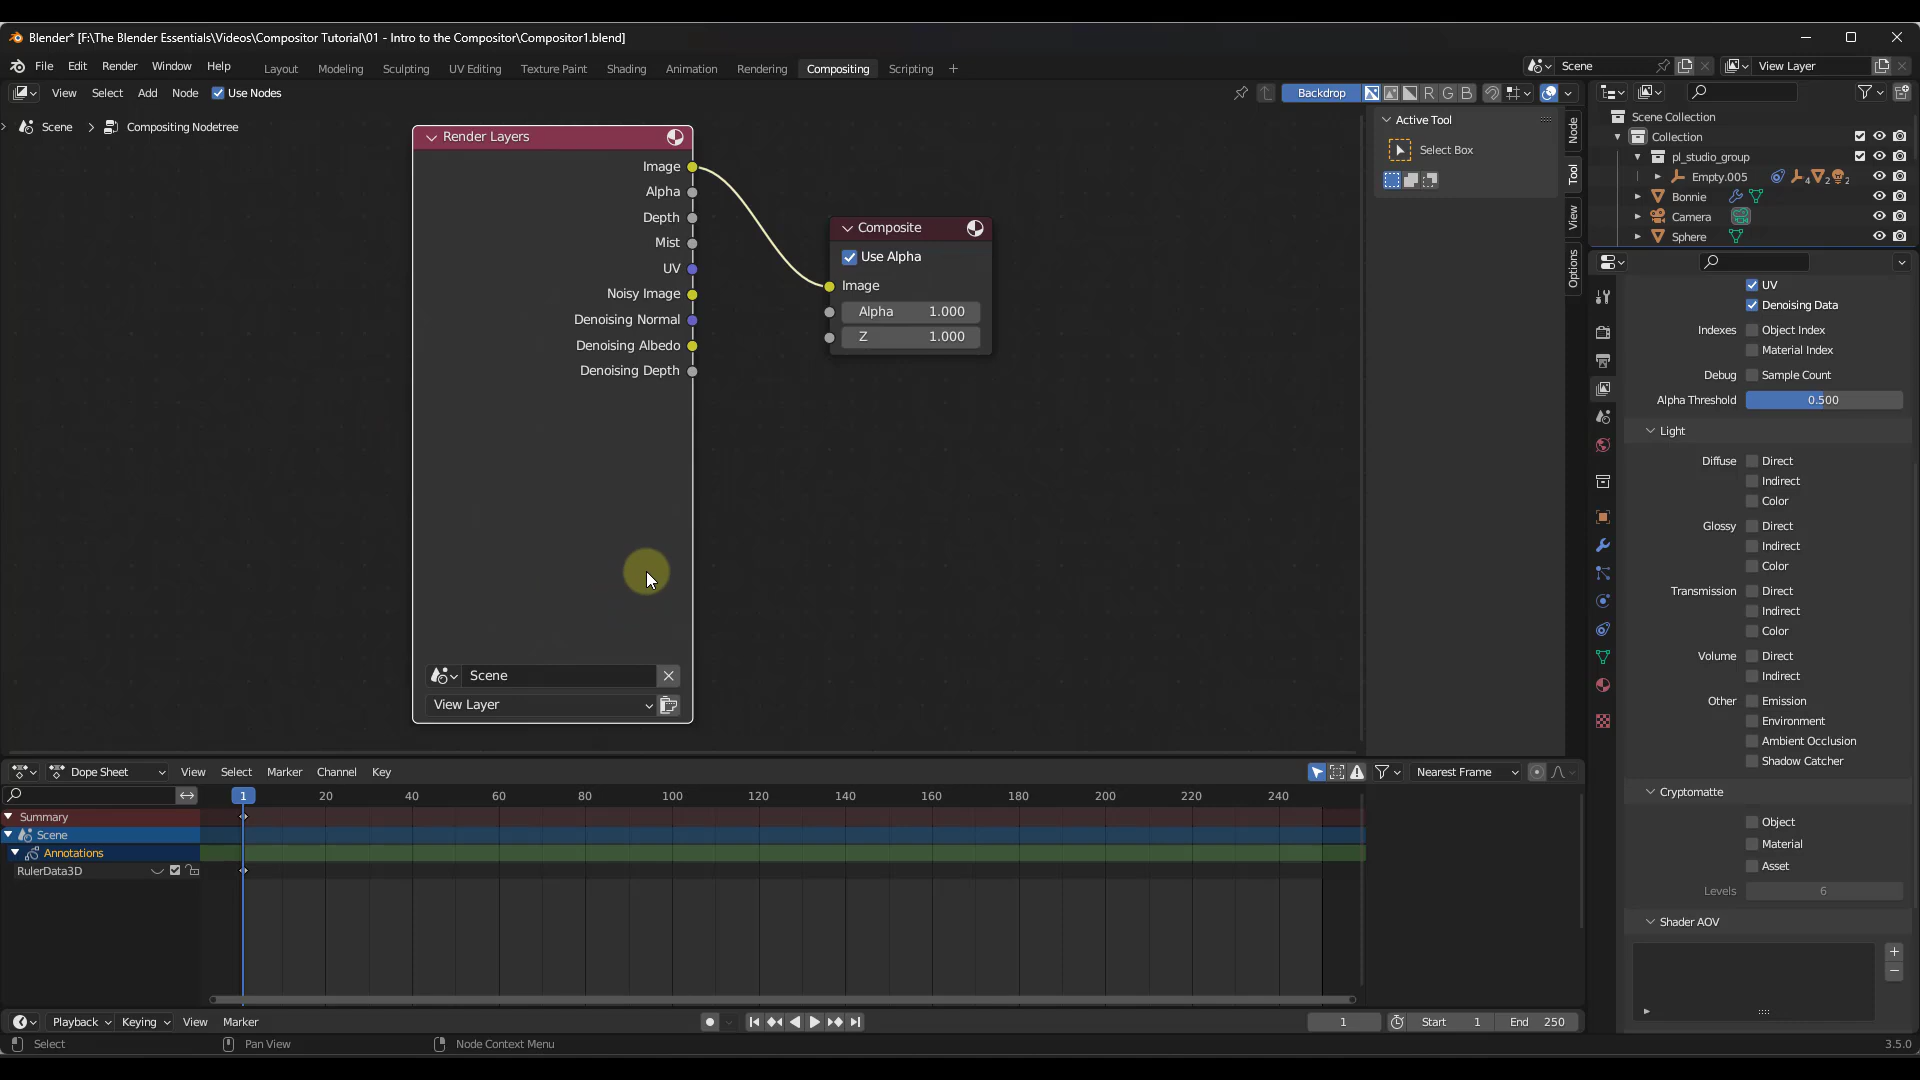 Blender* [F:\The Blender Essentials\Videos\Compositor Tutorial\01 - Intro to the Compositor\Compositor1.blend]
File Edit Render Window Help Layout Modeling Sculpting UV Editing Texture Paint Shading Animation Rendering Compositing Scripting + Scene View Layer
View Select Add Node Use Nodes Backdrop R G B
Scene > Compositing Nodetree
Active Tool
Select Box
Node
Tool
View
Options
Render Layers
Image
Alpha
Depth
Mist
UV
Noisy Image
Denoising Normal
Denoising Albedo
Denoising Depth
Scene
View Layer
Composite
Use Alpha
Image
Alpha 1.000
Z 1.000
Scene Collection
Collection
pl_studio_group
Empty.005 4 2 2
Bonnie
Camera
Sphere
UV
Denoising Data
Indexes Object Index
Material Index
Debug Sample Count
Alpha Threshold 0.500
Light
Diffuse Direct
Indirect
Color
Glossy Direct
Indirect
Color
Transmission Direct
Indirect
Color
Volume Direct
Indirect
Other Emission
Environment
Ambient Occlusion
Shadow Catcher
Cryptomatte
Object
Material
Asset
Levels 6
Shader AOV
Dope Sheet View Select Marker Channel Key Nearest Frame
1 20 40 60 80 100 120 140 160 180 200 220 240
Summary
Scene
Annotations
RulerData3D
Playback Keying View Marker 1 Start 1 End 250
Select Pan View Node Context Menu 3.5.0